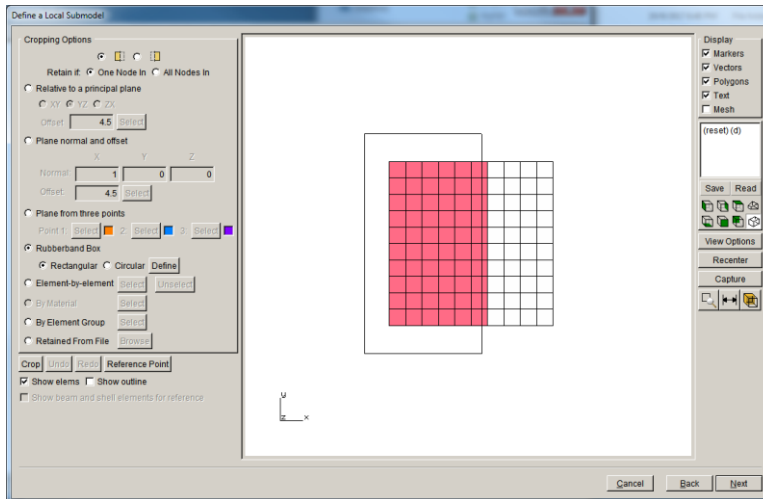 Define a Local Submodel
Cropping Options
Retain if: One Node In All Nodes In
Relative to a principal plane
XY YZ ZX
Offset: 4.5 Select
Plane normal and offset
X Y Z
Normal: 1 0 0
Offset: 4.5 Select
Plane from three points
Point 1: Select 2: Select 3: Select
Rubberband Box
Rectangular Circular Define
Element-by-element Select Unselect
By Material Select
By Element Group Select
Retained From File Browse
Crop Undo Redo Reference Point
Show elems Show outline
Show beam and shell elements for reference
y
z x
Display
Markers
Vectors
Polygons
Text
Mesh
(reset) (d)
Save Read
View Options
Recenter
Capture
Cancel Back Next